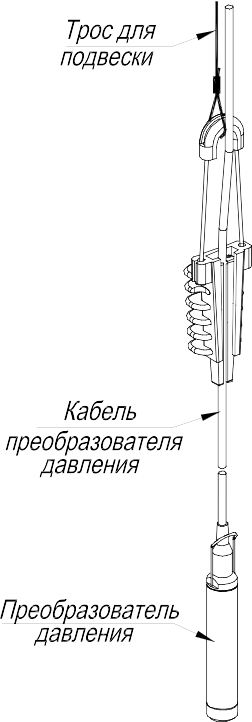 Трос для
подвески
Кабель
преобразователя
давления
Преобразователь
давления